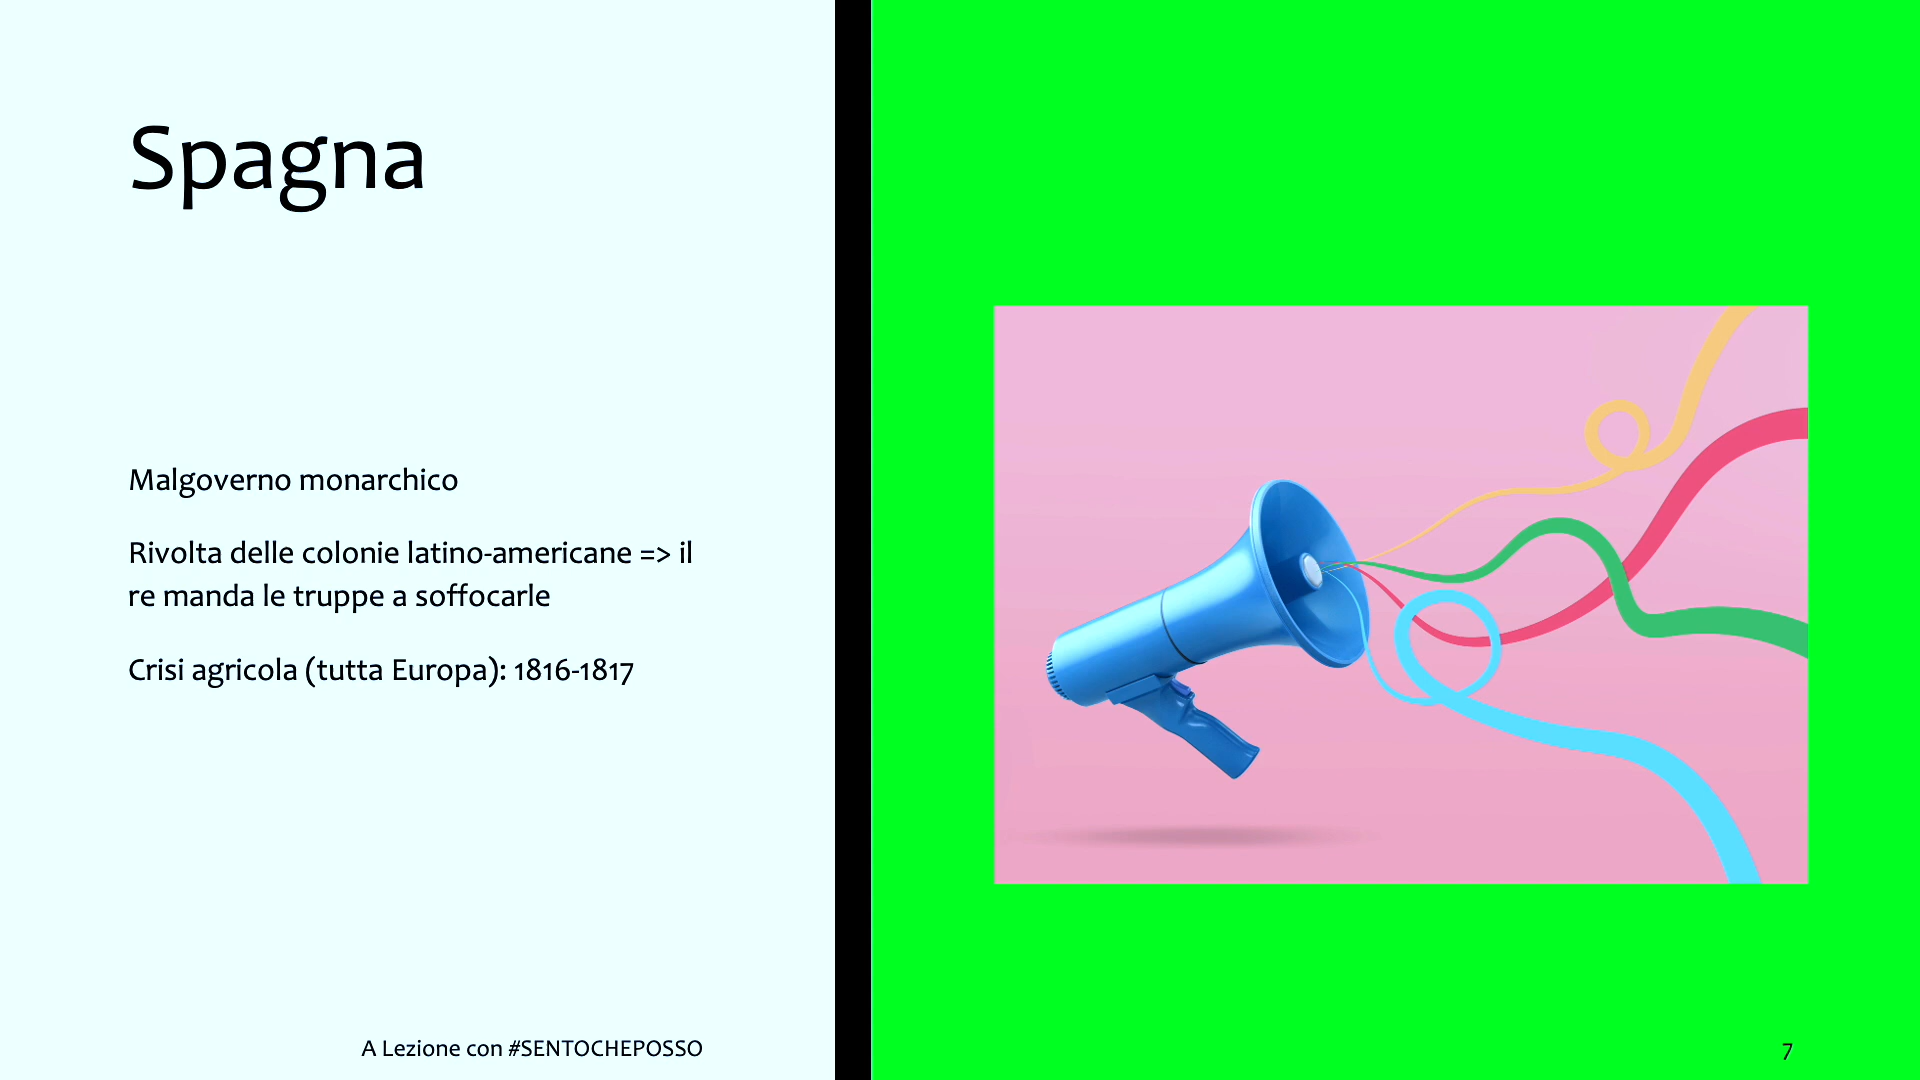 Spagna
Malgoverno monarchico
Rivolta delle colonie latino-americane => il
re manda le truppe a soffocarle
Crisi agricola (tutta Europa): 1816-1817
A Lezione con #SENTOCHEPOSSO
7